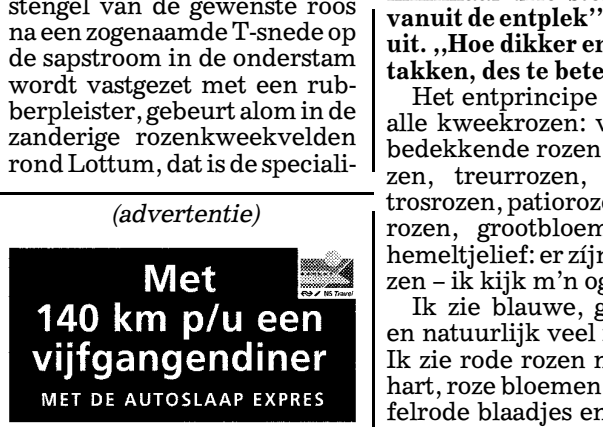 stengel van de gewenste roos
na een zogenaamde T-snede op
de sapstroom in de onderstam
wordt vastgezet met een rub-
berpleister, gebeurt alom in de
zanderige rozenkweekvelden
rond Lottum, dat is de speciali-
(advertentie)
Met
NS Travel
140 km p/u een
vijfgangendiner
MET DE AUTOSLAAP EXPRES
vanuit de entplek”
uit. „Hoe dikker en
takken, des te bete
Het entprincipe
alle kweekrozen: v
bedekkende rozen
zen, treurrozen,
trosrozen, patioroze
rozen, grootbloem
hemeltjelief: er zíjn
zen – ik kijk m’n og
Ik zie blauwe, g
en natuurlijk veel
Ik zie rode rozen m
hart, roze bloemen
felrode blaadjes en